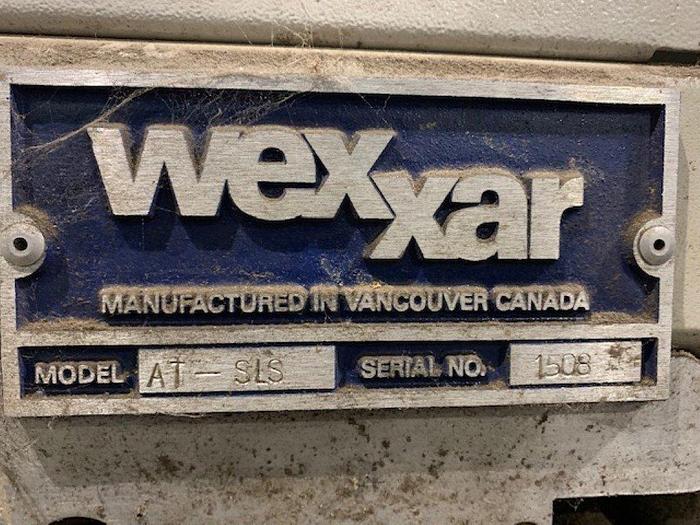 wexxar
MANUFACTURED IN VANCOUVER CANADA
MODEL AT-SLS SERIAL NO. 1508